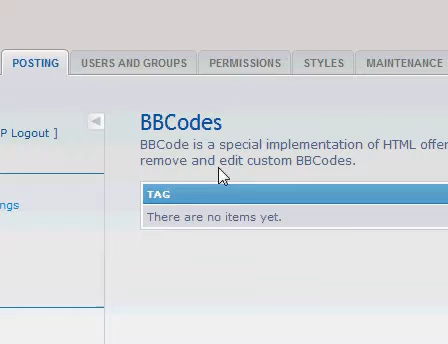 POSTING USERS AND GROUPS PERMISSIONS STYLES MAINTENANCE
BBCodes
P Logout ]
BBCode is a special implementation of HTML offer
remove and edit custom BBCodes.
TAG
ngs
There are no items yet.